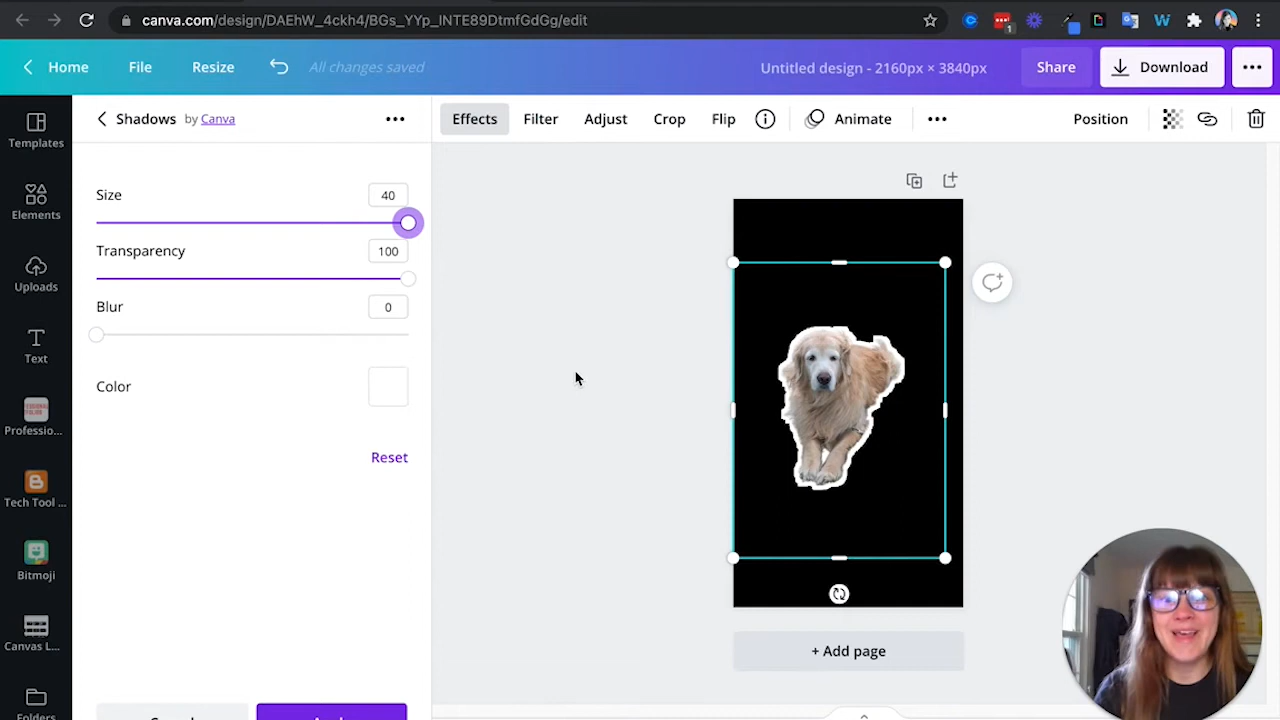 canva.com/design/DAEhW_4ckh4/BGs_YYp_INTE89DtmfGdGg/edit
1
W
Home
File
Resize
All changes saved
Untitled design - 2160px × 3840px
Share
Download
Templates
Elements
Uploads
Text
Professio...
Tech Tool ...
Bitmoji
Canvas L...
Folders
Shadows by Canva
Size
40
Transparency
100
Blur
0
Color
Reset
Effects
Filter
Adjust
Crop
Flip
Animate
Position
+ Add page